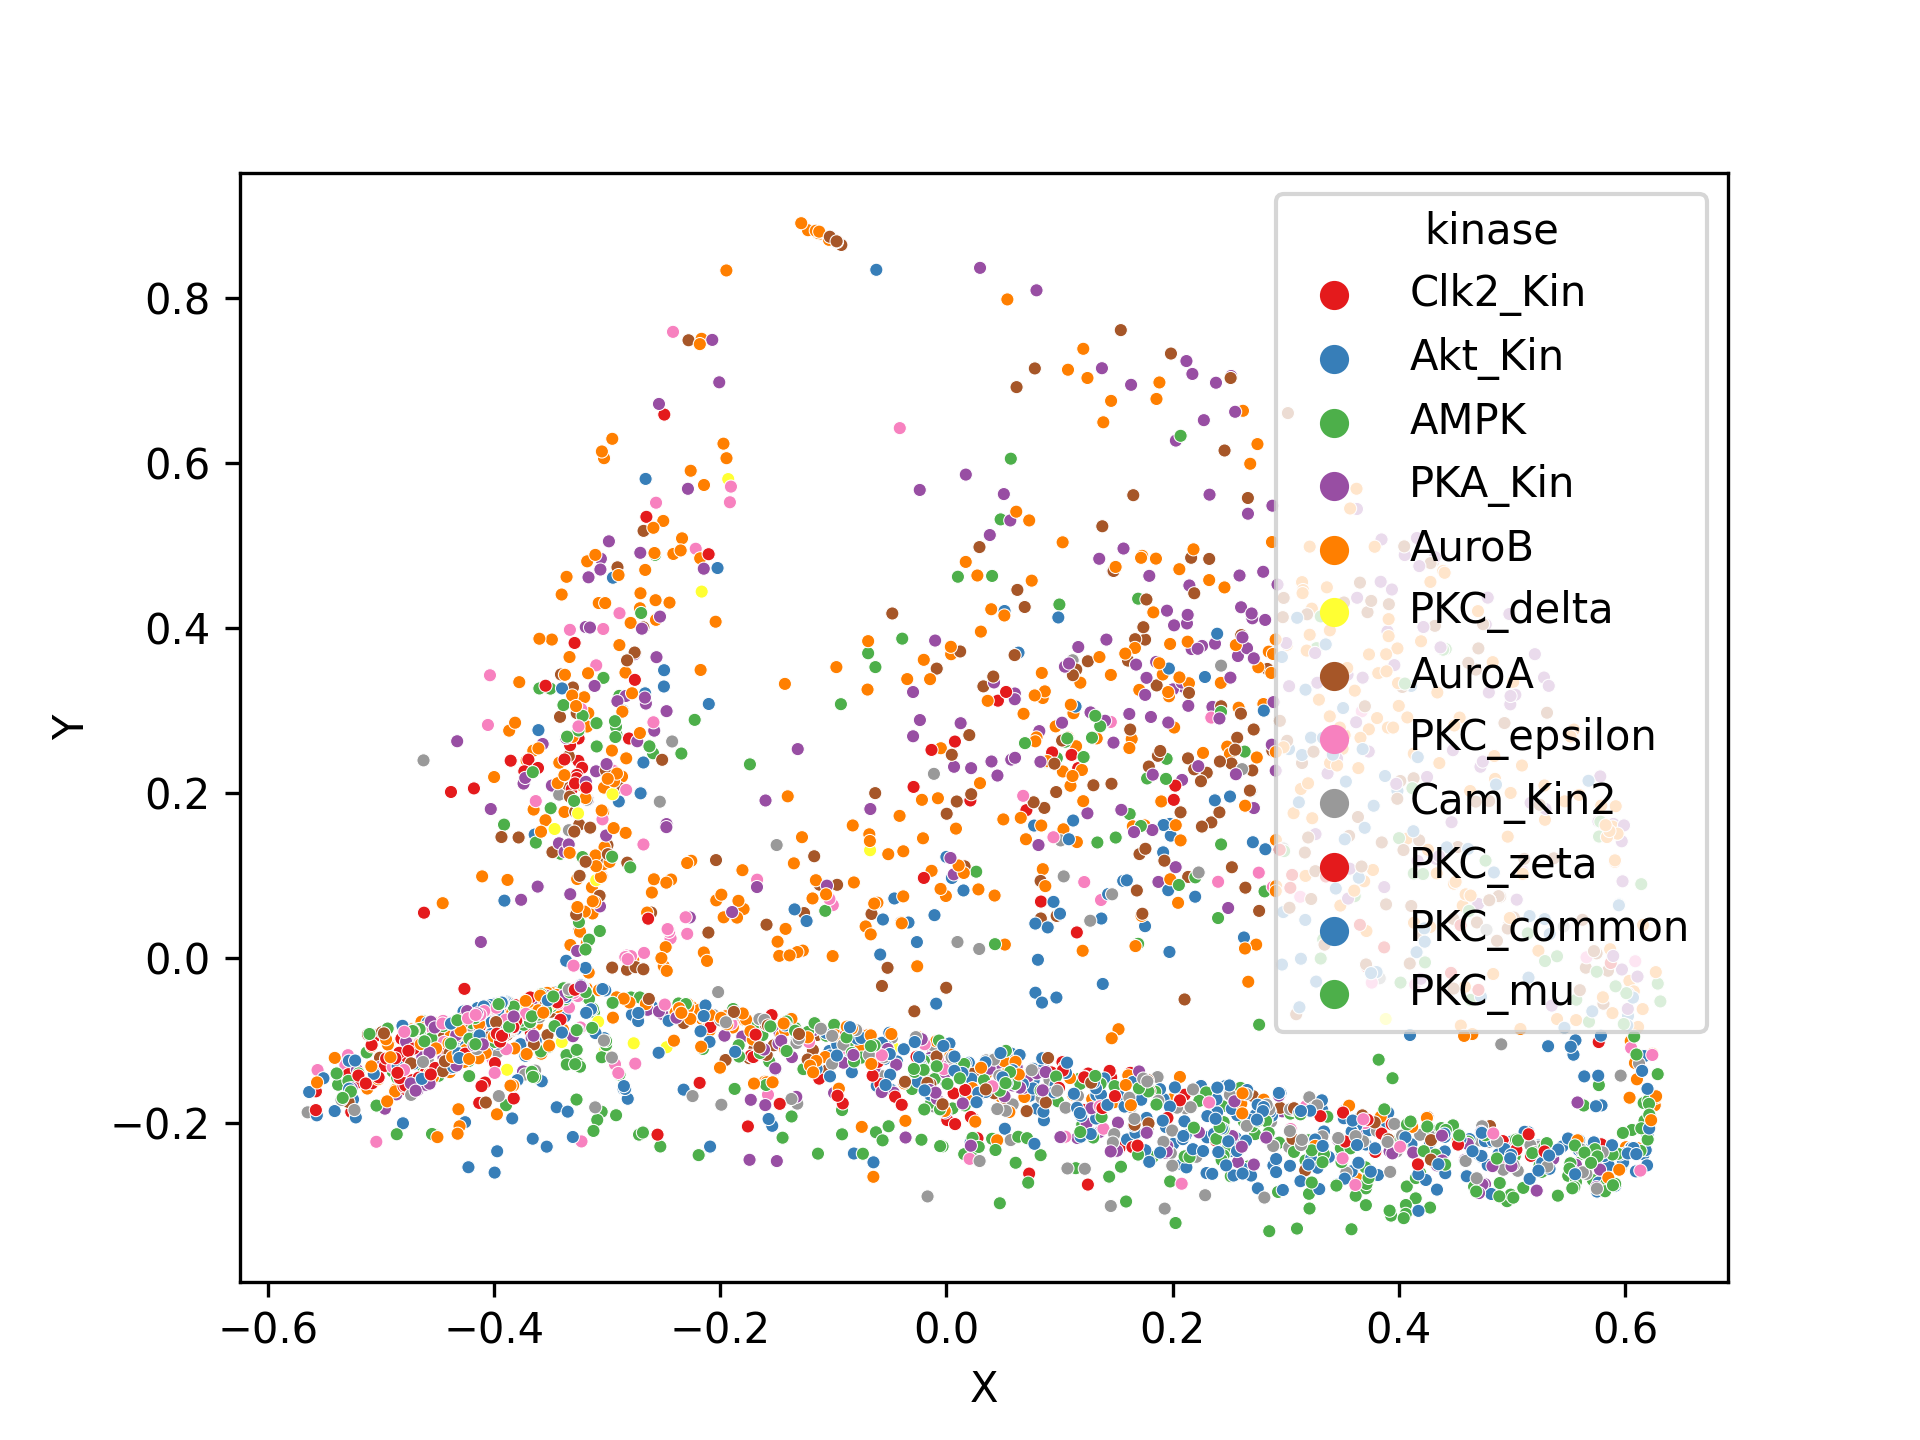 kinase
Clk2_Kin
Akt_Kin
AMPK
PKA_Kin
AuroB
PKC_delta
AuroA
PKC_epsilon
Cam_Kin2
PKC_zeta
PKC_common
PKC_mu
0.8
0.6
0.4
0.2
0.0
−0.2
Y
−0.6 −0.4 −0.2 0.0 0.2 0.4 0.6
X